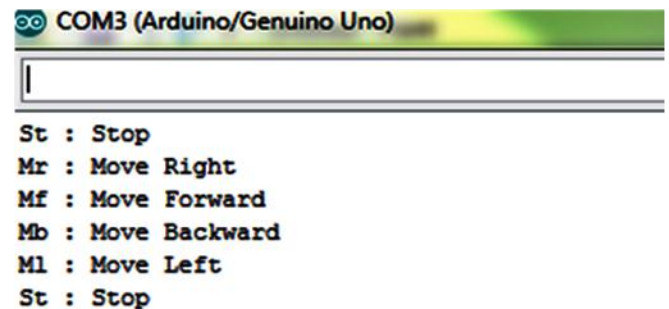 COM3 (Arduino/Genuino Uno)
St : Stop
Mr : Move Right
Mf : Move Forward
Mb : Move Backward
Ml : Move Left
St : Stop